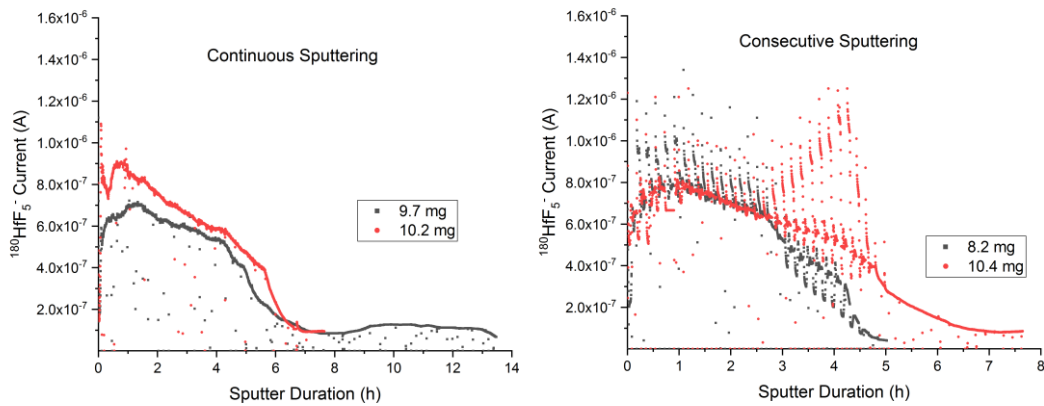 Continuous Sputtering
¹⁸⁰HfF₅⁻ Current (A)
1.6x10⁻⁶
1.4x10⁻⁶
1.2x10⁻⁶
1.0x10⁻⁶
8.0x10⁻⁷
6.0x10⁻⁷
4.0x10⁻⁷
2.0x10⁻⁷
9.7 mg
10.2 mg
0 2 4 6 8 10 12 14
Sputter Duration (h)
Consecutive Sputtering
¹⁸⁰HfF₅⁻ Current (A)
1.6x10⁻⁶
1.4x10⁻⁶
1.2x10⁻⁶
1.0x10⁻⁶
8.0x10⁻⁷
6.0x10⁻⁷
4.0x10⁻⁷
2.0x10⁻⁷
8.2 mg
10.4 mg
0 1 2 3 4 5 6 7 8
Sputter Duration (h)